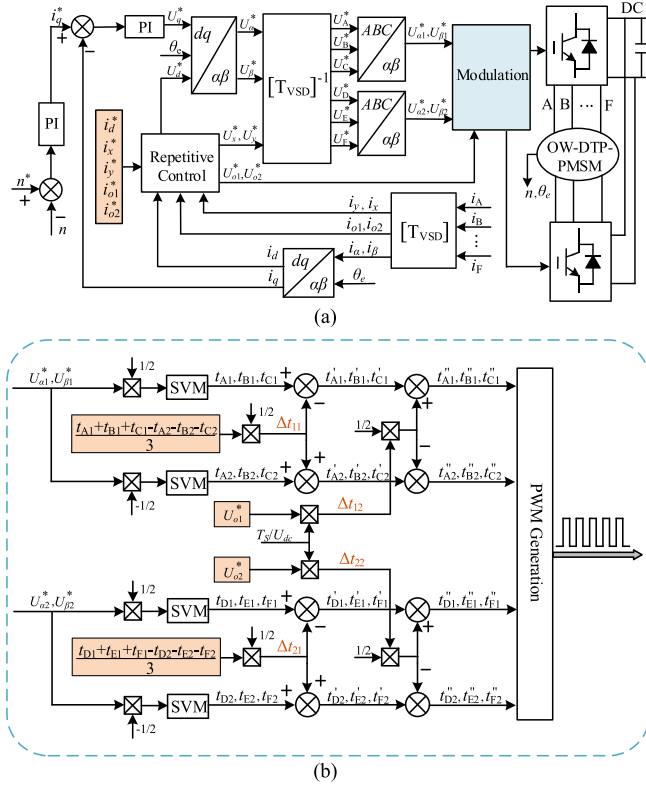 i_q^*
+
−
PI
U_q^*
θ_e
U_d^*
dq
αβ
U_α^*
U_β^*
[T_VSD]^-1
U_A^*
U_B^*
U_C^*
U_D^*
U_E^*
U_F^*
ABC
αβ
ABC
αβ
U_α1^*,U_β1^*
U_α2^*,U_β2^*
Modulation
DC
A B ⋯ F
OW-DTP-
PMSM
n,θ_e
PI
n^*
+
−
n
i_d^*
i_x^*
i_y^*
i_o1^*
i_o2^*
Repetitive
Control
U_x^*,U_y^*
U_o1^*,U_o2^*
i_y, i_x
i_o1,i_o2
i_α, i_β
[T_VSD]
i_A
i_B
⋮
i_F
i_d
i_q
dq
αβ
θ_e
(a)
U_α1^*,U_β1^*
1/2
SVM
t_A1,t_B1,t_C1
+
−
t'_A1,t'_B1,t'_C1
t''_A1,t''_B1,t''_C1
t_A1+t_B1+t_C1-t_A2-t_B2-t_C2
3
1/2
Δt_11
1/2
+
−
-1/2
SVM
t_A2,t_B2,t_C2
+
+
t'_A2,t'_B2,t'_C2
t''_A2,t''_B2,t''_C2
U_o1^*
Δt_12
T_S/U_dc
U_o2^*
Δt_22
PWM Generation
U_α2^*,U_β2^*
1/2
SVM
t_D1,t_E1,t_F1
+
−
t'_D1,t'_E1,t'_F1
t''_D1,t''_E1,t''_F1
t_D1+t_E1+t_F1-t_D2-t_E2-t_F2
3
1/2
Δt_21
1/2
+
−
-1/2
SVM
t_D2,t_E2,t_F2
+
+
t'_D2,t'_E2,t'_F2
t''_D2,t''_E2,t''_F2
(b)